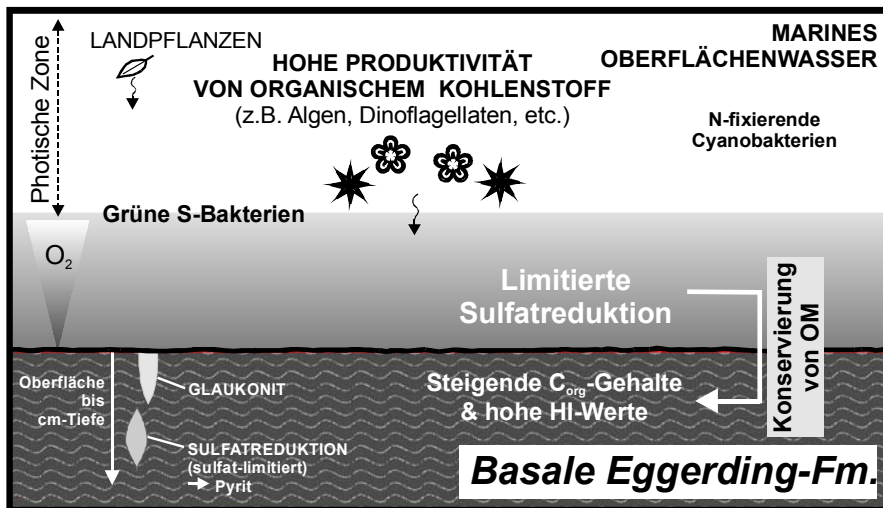 Photische Zone
LANDPFLANZEN
HOHE PRODUKTIVITÄT
VON ORGANISCHEM KOHLENSTOFF
(z.B. Algen, Dinoflagellaten, etc.)
MARINES
OBERFLÄCHENWASSER
N-fixierende
Cyanobakterien
Grüne S-Bakterien
O₂
Limitierte
Sulfatreduktion
Konservierung
von OM
Oberfläche
bis
cm-Tiefe
GLAUKONIT
Steigende Cₒᵣg-Gehalte
& hohe HI-Werte
SULFATREDUKTION
(sulfat-limitiert)
Pyrit
Basale Eggerding-Fm.